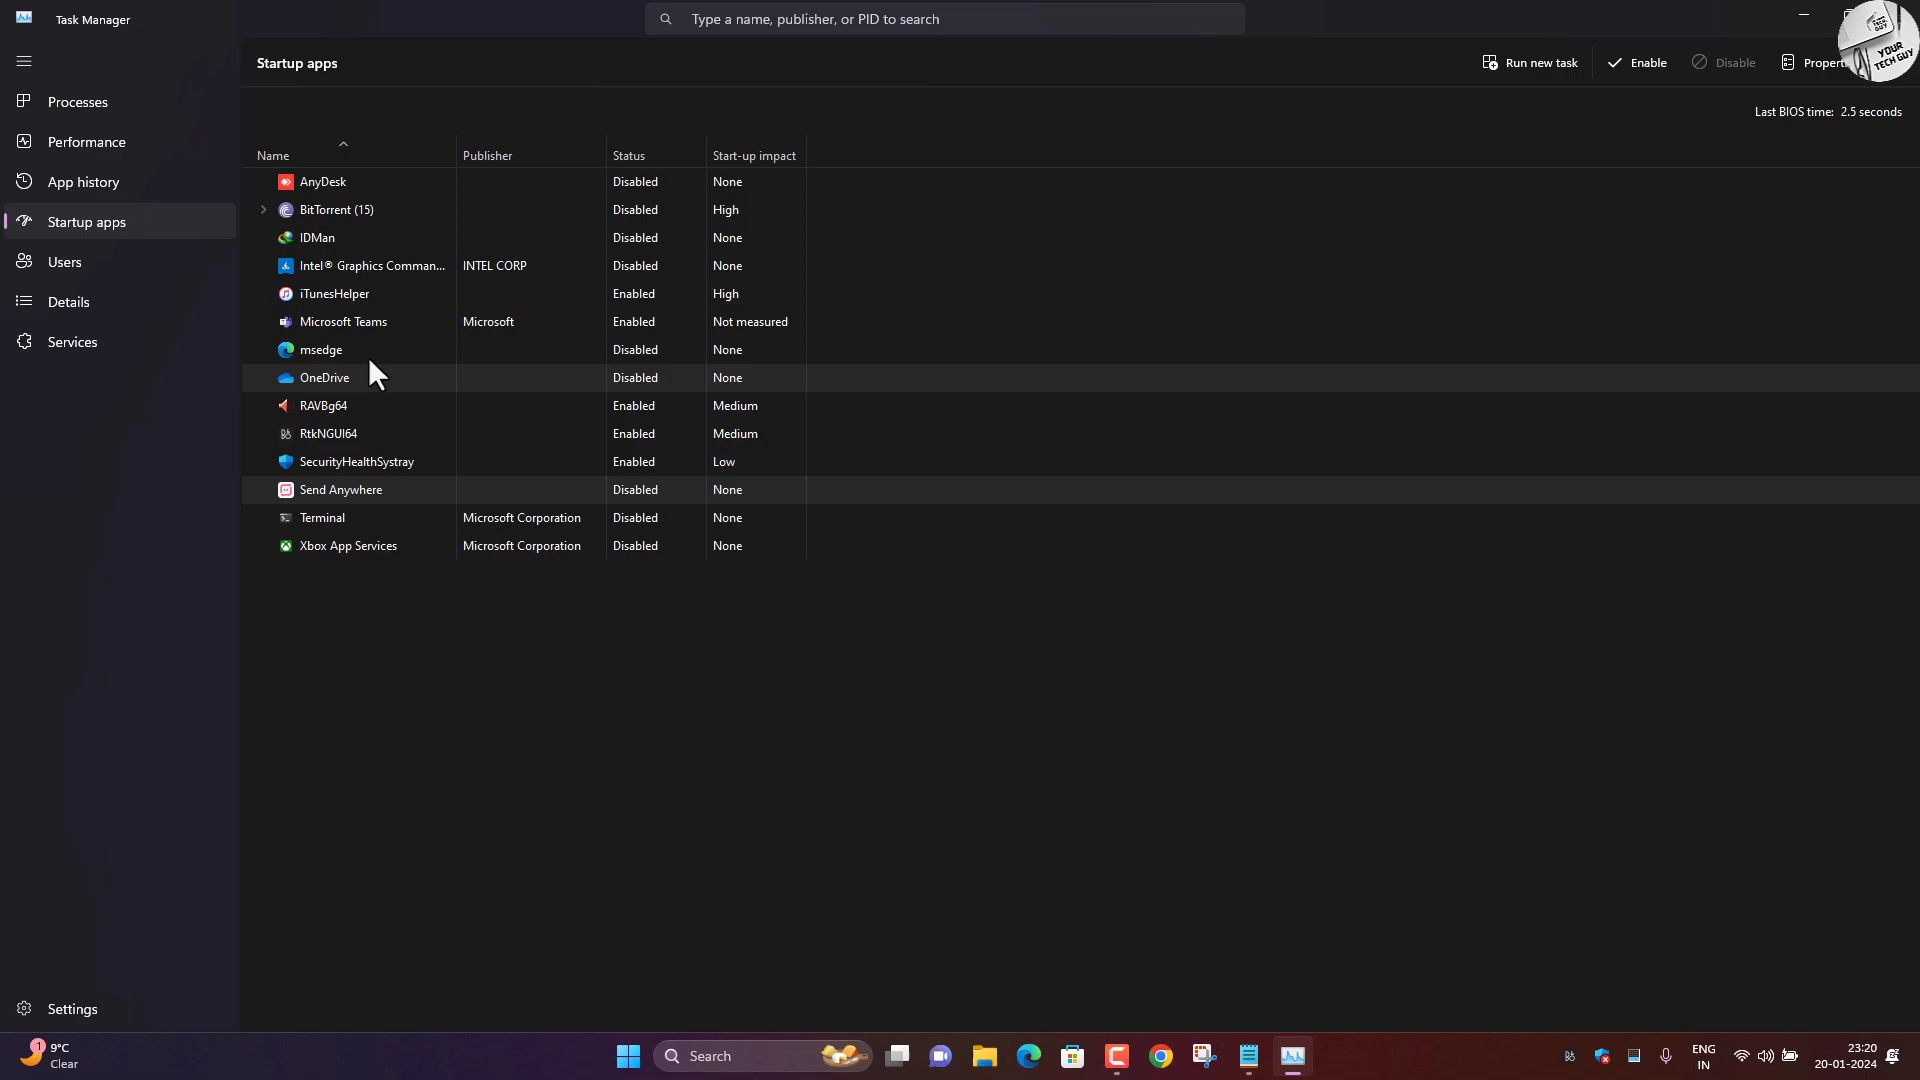 Task Manager
Type a name, publisher, or PID to search
YOUR
TECH GUY
Startup apps
Run new task
Enable
Disable
Last BIOS time: 2.5 seconds
Processes
Performance
App history
Startup apps
Users
Details
Services
Name Publisher Status Start-up impact
AnyDesk Disabled None
BitTorrent (15) Disabled High
IDMan Disabled None
Intel® Graphics Comman... INTEL CORP Disabled None
iTunesHelper Enabled High
Microsoft Teams Microsoft Enabled Not measured
msedge Disabled None
OneDrive Disabled None
RAVBg64 Enabled Medium
RtkNGUI64 Enabled Medium
SecurityHealthSystray Enabled Low
Send Anywhere Disabled None
Terminal Microsoft Corporation Disabled None
Xbox App Services Microsoft Corporation Disabled None
Settings
1
9°C
Clear
Search
ENG
IN
23:20
20-01-2024